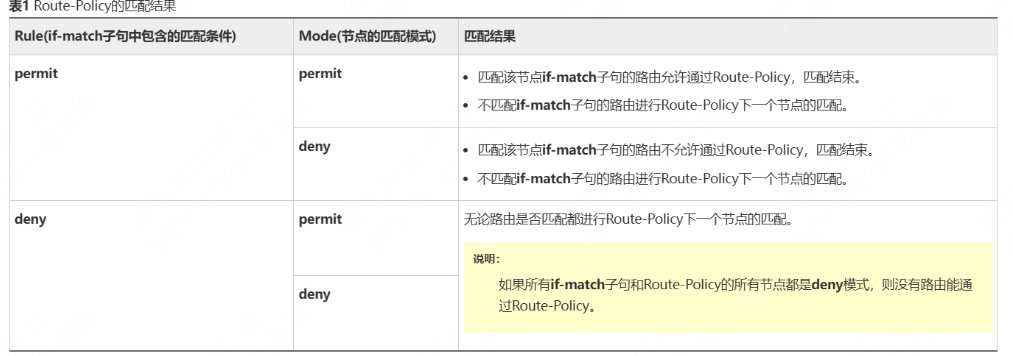 表1 Route-Policy的匹配结果
Rule(if-match子句中包含的匹配条件)
Mode(节点的匹配模式)
匹配结果
permit
permit
匹配该节点if-match子句的路由允许通过Route-Policy，匹配结束。
不匹配if-match子句的路由进行Route-Policy下一个节点的匹配。
deny
匹配该节点if-match子句的路由不允许通过Route-Policy，匹配结束。
不匹配if-match子句的路由进行Route-Policy下一个节点的匹配。
deny
permit
无论路由是否匹配都进行Route-Policy下一个节点的匹配。
说明：
如果所有if-match子句和Route-Policy的所有节点都是deny模式，则没有路由能通
过Route-Policy。
deny